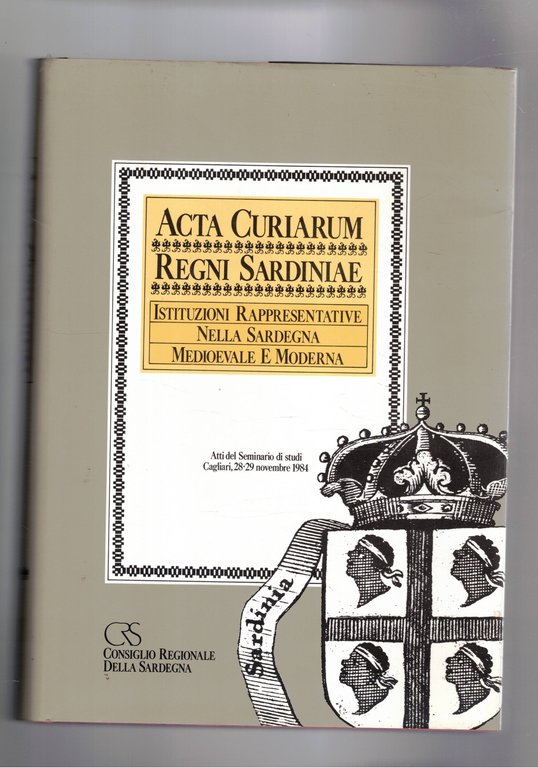 ACTA CURIARUM
REGNI SARDINIAE
ISTITUZIONI RAPPRESENTATIVE
NELLA SARDEGNA
MEDIOEVALE E MODERNA
Atti del Seminario di studi
Cagliari, 28-29 novembre 1984
Sardinia
CRS
CONSIGLIO REGIONALE
DELLA SARDEGNA